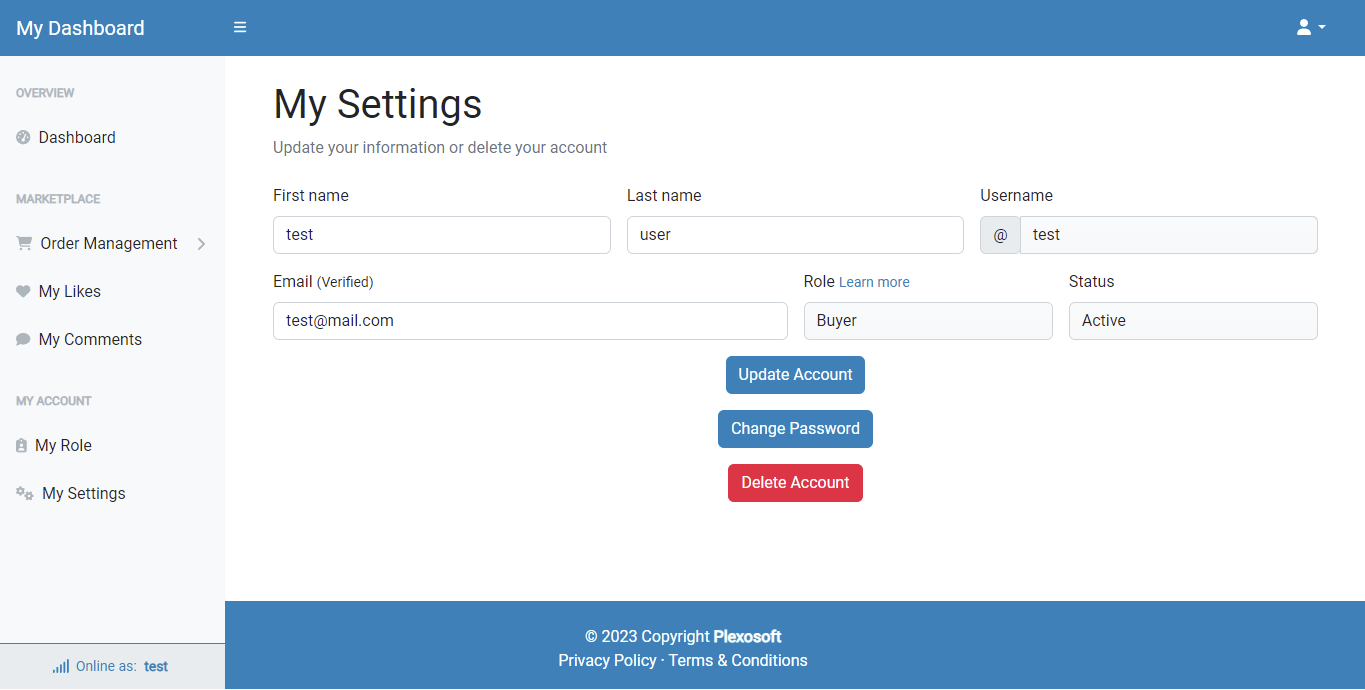 My Dashboard
OVERVIEW
Dashboard
MARKETPLACE
Order Management
My Likes
My Comments
MY ACCOUNT
My Role
My Settings
Online as: test
My Settings
Update your information or delete your account
First name
Last name
Username
test
user
@ test
Email (Verified)
Role Learn more
Status
test@mail.com
Buyer
Active
Update Account
Change Password
Delete Account
© 2023 Copyright Plexosoft
Privacy Policy · Terms & Conditions